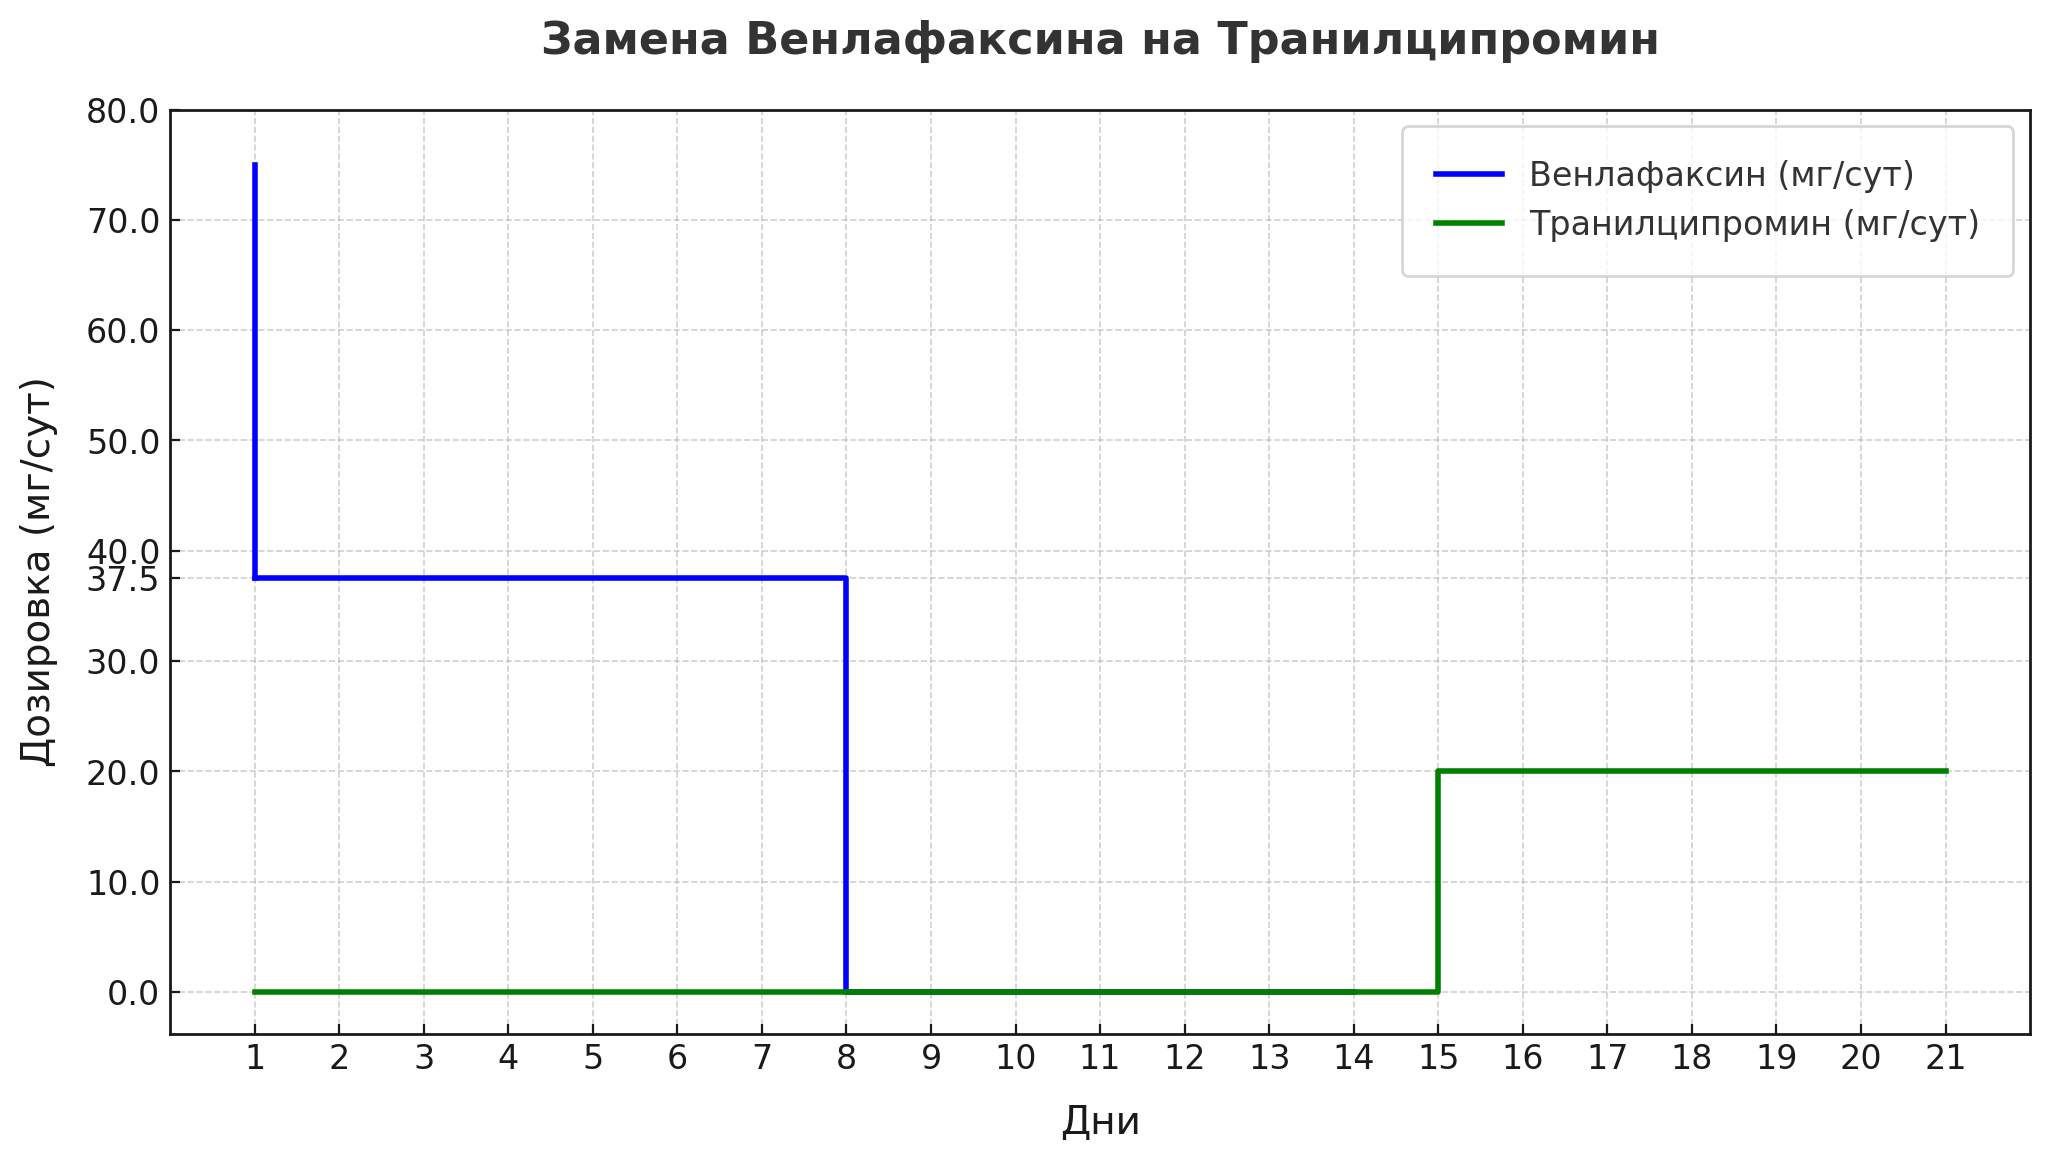 Замена Венлафаксина на Транилципромин
Венлафаксин (мг/сут)
Транилципромин (мг/сут)
Дозировка (мг/сут)
80.0
70.0
60.0
50.0
40.0
37.5
30.0
20.0
10.0
0.0
1 2 3 4 5 6 7 8 9 10 11 12 13 14 15 16 17 18 19 20 21
Дни